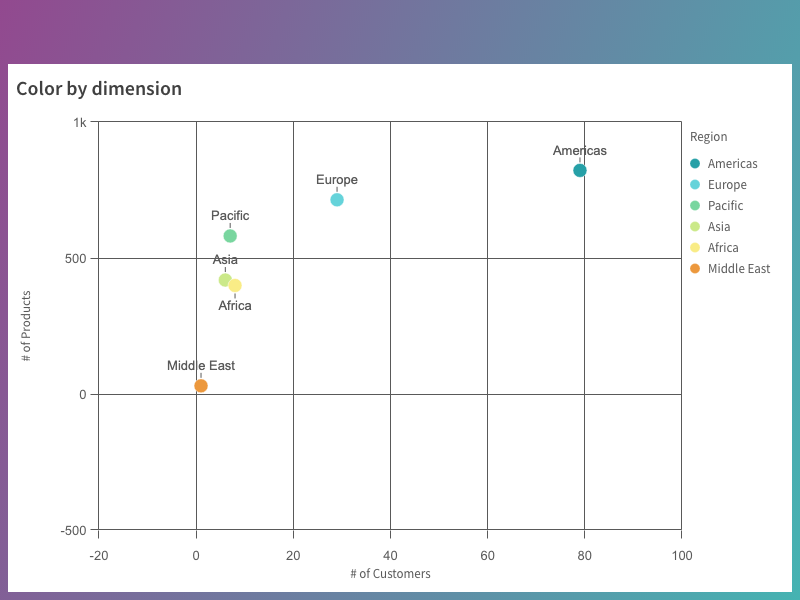 Color by dimension
1k
500
0
-500
# of Products
Americas
Europe
Pacific
Asia
Africa
Middle East
-20 0 20 40 60 80 100
# of Customers
Region
Americas
Europe
Pacific
Asia
Africa
Middle East